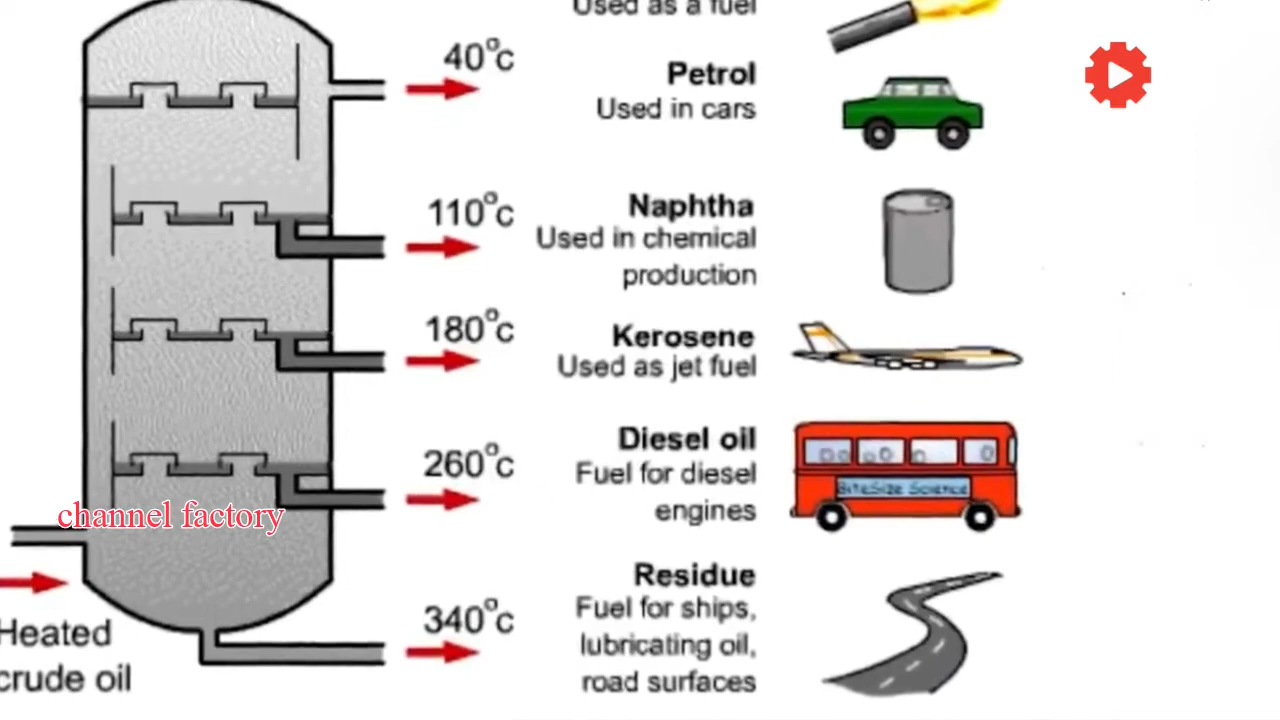 Used as a fuel
40°c
Petrol
Used in cars
110°c
Naphtha
Used in chemical
production
180°c
Kerosene
Used as jet fuel
260°c
Diesel oil
Fuel for diesel
engines
BiteSize Science
channel factory
Heated
crude oil
340°c
Residue
Fuel for ships,
lubricating oil,
road surfaces